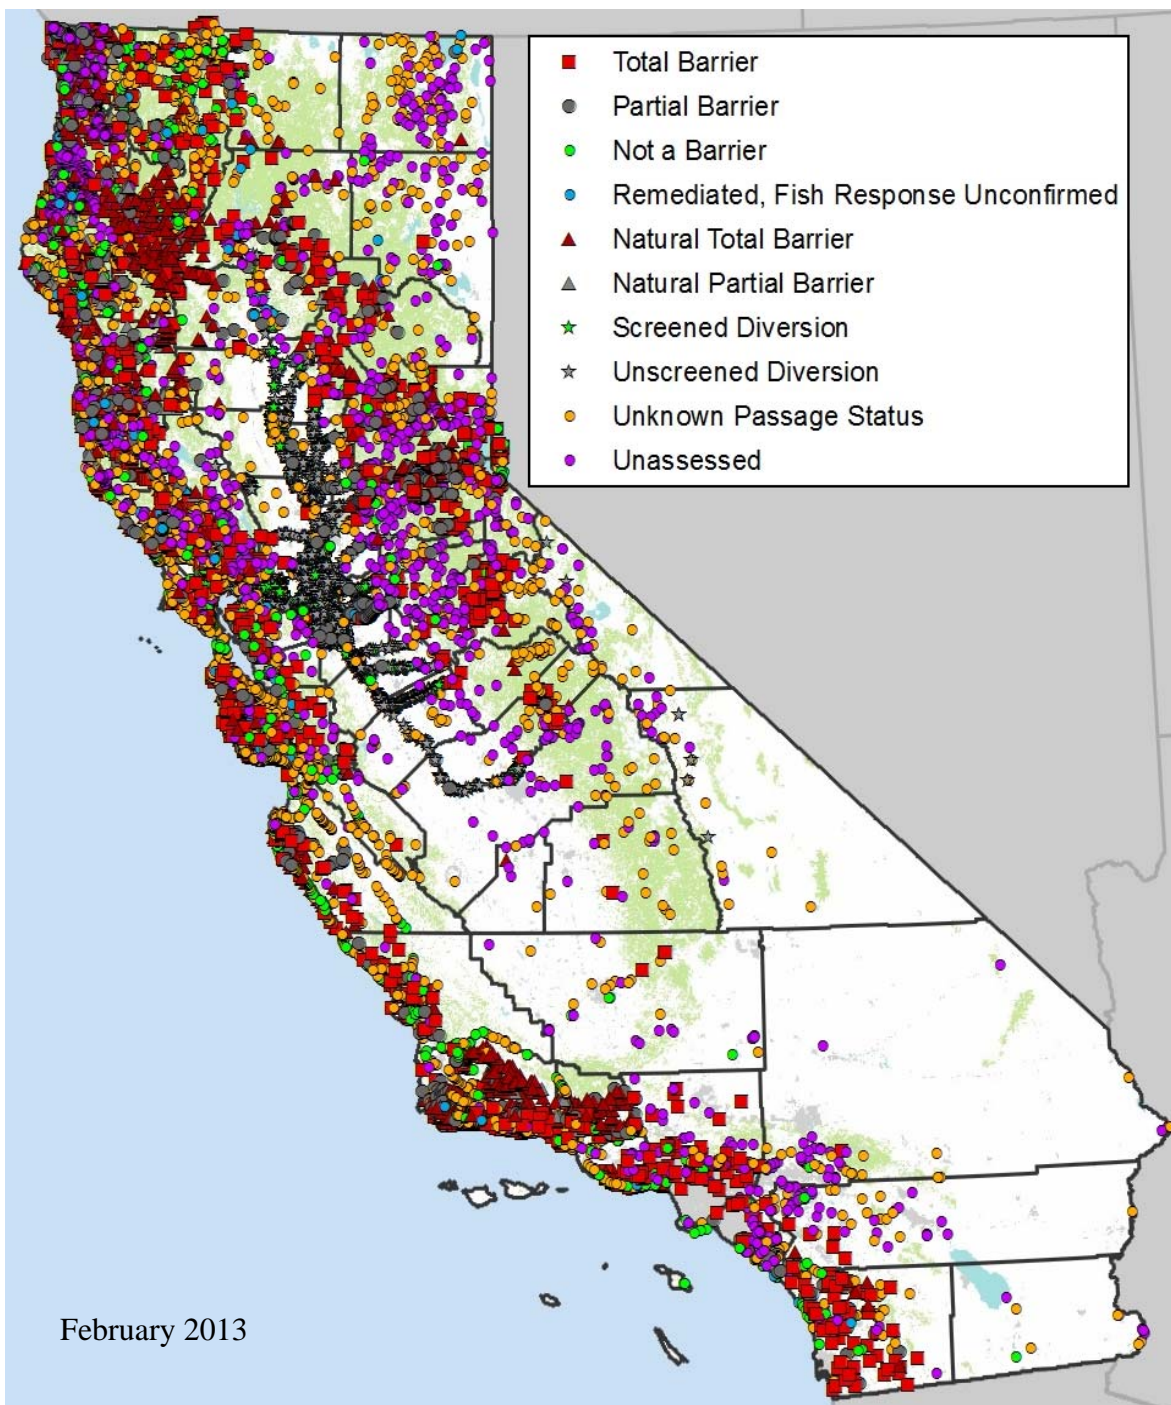 Total Barrier
Partial Barrier
Not a Barrier
Remediated, Fish Response Unconfirmed
Natural Total Barrier
Natural Partial Barrier
Screened Diversion
Unscreened Diversion
Unknown Passage Status
Unassessed
February 2013